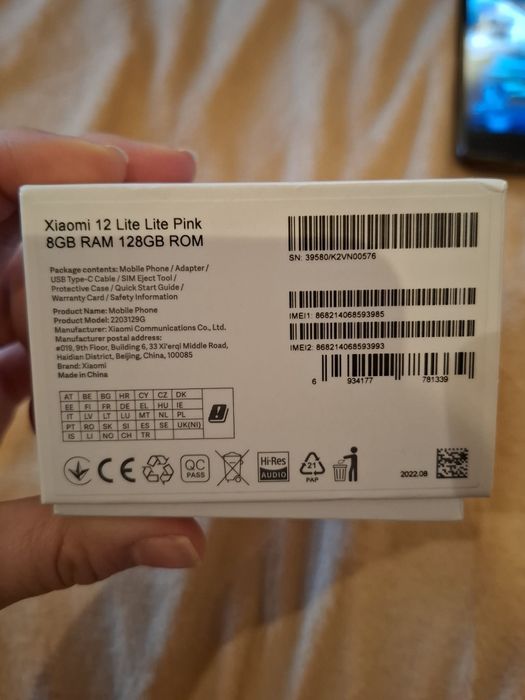 Xiaomi 12 Lite Lite Pink
8GB RAM 128GB ROM
Package contents: Mobile Phone / Adapter /
USB Type-C Cable / SIM Eject Tool /
Protective Case / Quick Start Guide /
Warranty Card / Safety Information
Product Name: Mobile Phone
Product Model: 2203129G
Manufacturer: Xiaomi Communications Co., Ltd.
Manufacturer postal address:
#019, 9th Floor, Building 6, 33 Xi'erqi Middle Road,
Haidian District, Beijing, China, 100085
Brand: Xiaomi
Made in China
SN: 39580/K2VN00576
IMEI1: 868214068593985
IMEI2: 868214068593993
6 934177 781339
AT BE BG HR CY CZ DK
EE FI FR DE EL HU IE
IT LV LT LU MT NL PL
PT RO SK SI ES SE UK(NI)
IS LI NO CH TR
CE
QC
PASS
Hi-Res
AUDIO
21
PAP
2022.08